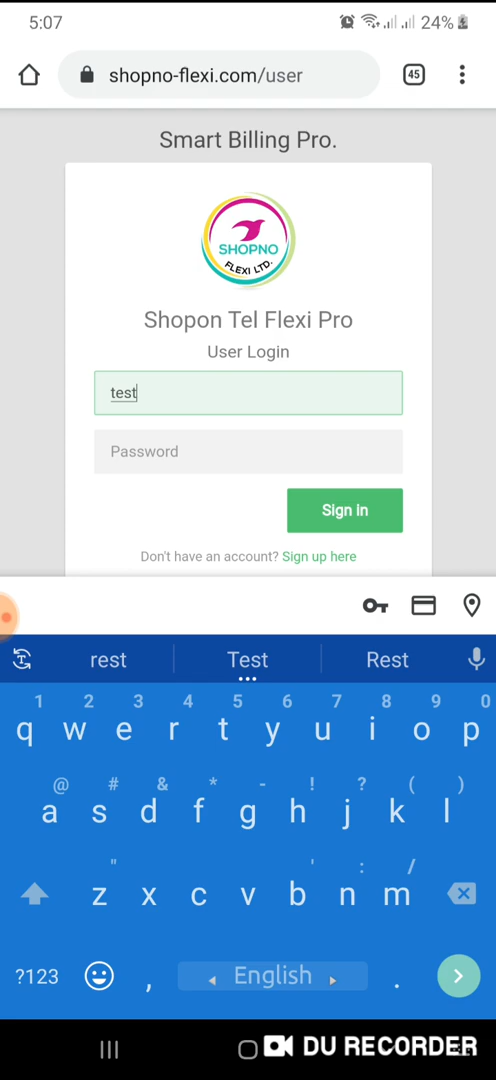 5:07
24%
shopno-flexi.com/user
45
Smart Billing Pro.
SHOPNO
FLEXI LTD.
Shopon Tel Flexi Pro
User Login
test
Password
Sign in
Don't have an account? Sign up here
rest Test Rest
1 2 3 4 5 6 7 8 9 0
q w e r t y u i o p
@ # & * - ! ? ( )
a s d f g h j k l
" ' : /
z x c v b n m
?123 , English .
DU RECORDER